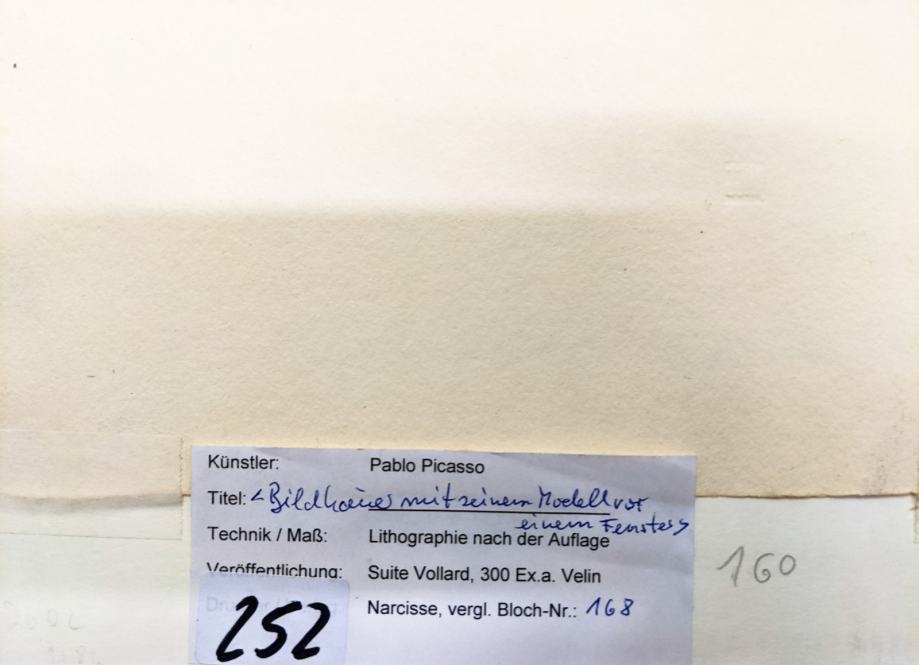 Künstler: Pablo Picasso
Titel: <Bildhauer mit seinem Modell vor
einem Fenster>
Technik / Maß: Lithographie nach der Auflage
Veröffentlichung: Suite Vollard, 300 Ex.a. Velin
Narcisse, vergl. Bloch-Nr.: 168
252
160